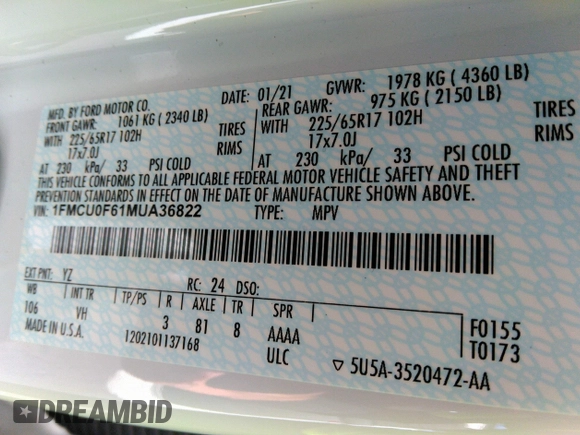 MFD. BY FORD MOTOR CO. DATE: 01/21 GVWR: 1978 KG ( 4360 LB)
FRONT GAWR: 1061 KG ( 2340 LB) REAR GAWR: 975 KG ( 2150 LB)
WITH 225/65R17 102H TIRES WITH 225/65R17 102H TIRES
17x7.0J RIMS 17x7.0J RIMS
AT 230 kPa/ 33 PSI COLD AT 230 kPa/ 33 PSI COLD
THIS VEHICLE CONFORMS TO ALL APPLICABLE FEDERAL MOTOR VEHICLE SAFETY AND THEFT
PREVENTION STANDARDS IN EFFECT ON THE DATE OF MANUFACTURE SHOWN ABOVE.
VIN: 1FMCU0F61MUA36822 TYPE: MPV
EXT PNT: YZ RC: 24 DSO:
WB INT TR TP/PS R AXLE TR SPR
106 VH 3 81 8 AAAA F0155
MADE IN U.S.A. 1202101137168 ULC T0173
▽ 5U5A-3520472-AA
DREAMBID